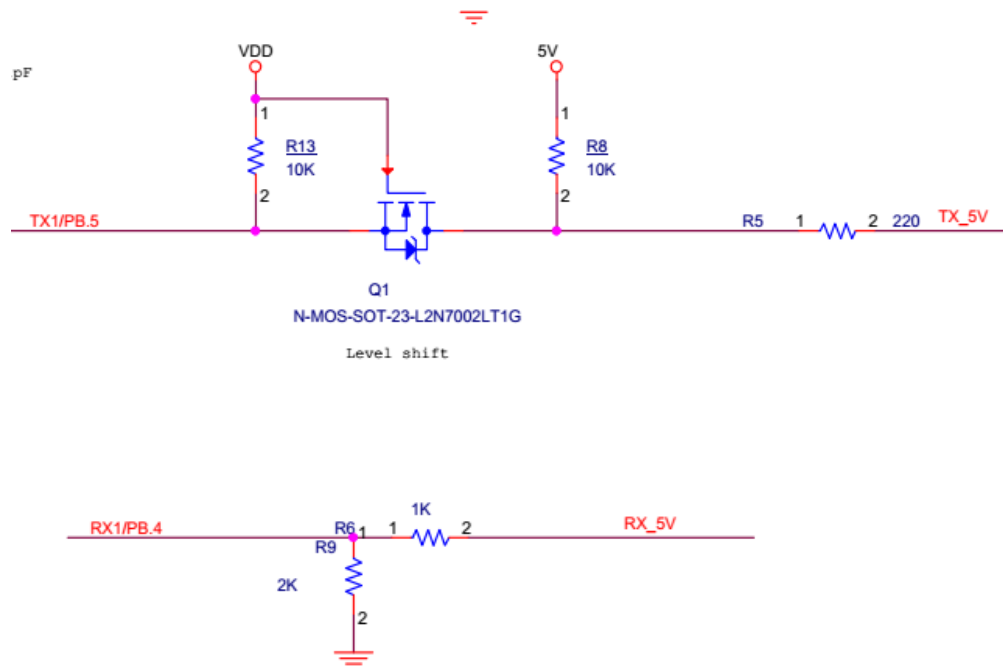 VDD
5V
pF
1
1
R13
R8
10K
10K
2
2
TX1/PB.5
R5
1
2
220
TX_5V
Q1
N-MOS-SOT-23-L2N7002LT1G
Level shift
1K
RX1/PB.4
R6
1
1
2
RX_5V
R9
2K
2